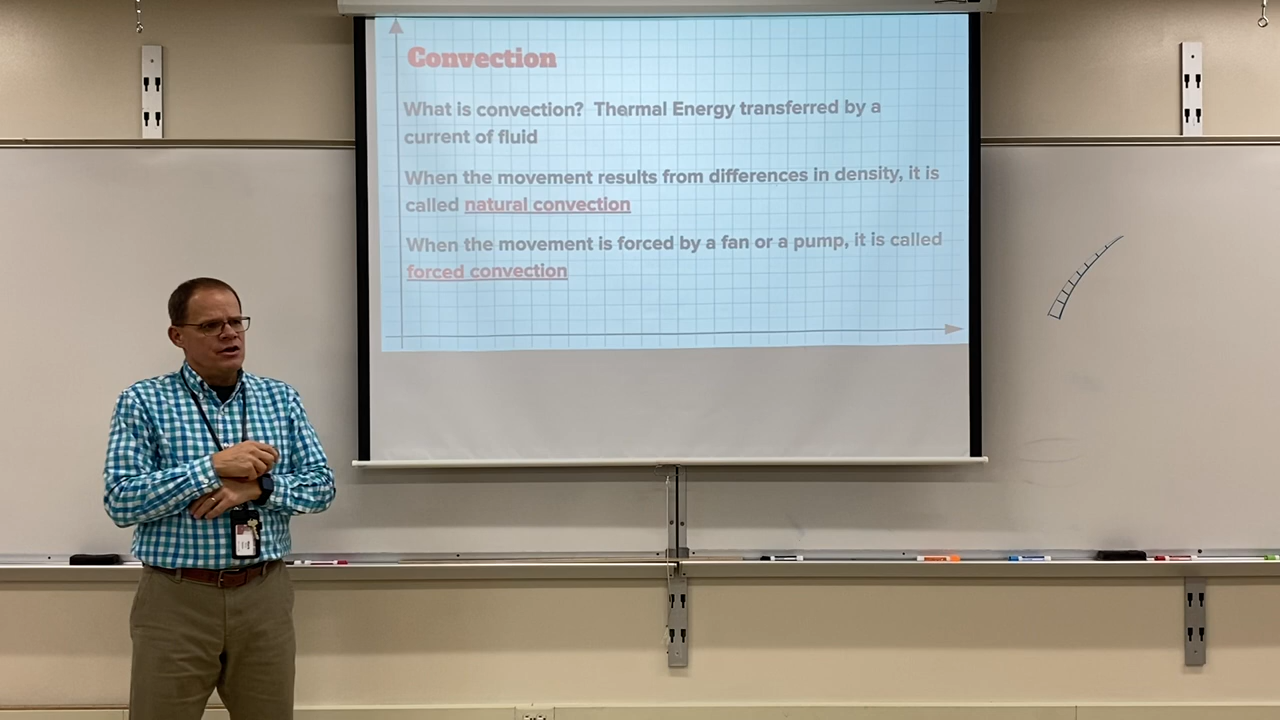 Convection
What is convection?  Thermal Energy transferred by a
current of fluid
When the movement results from differences in density, it is
called natural convection
When the movement is forced by a fan or a pump, it is called
forced convection